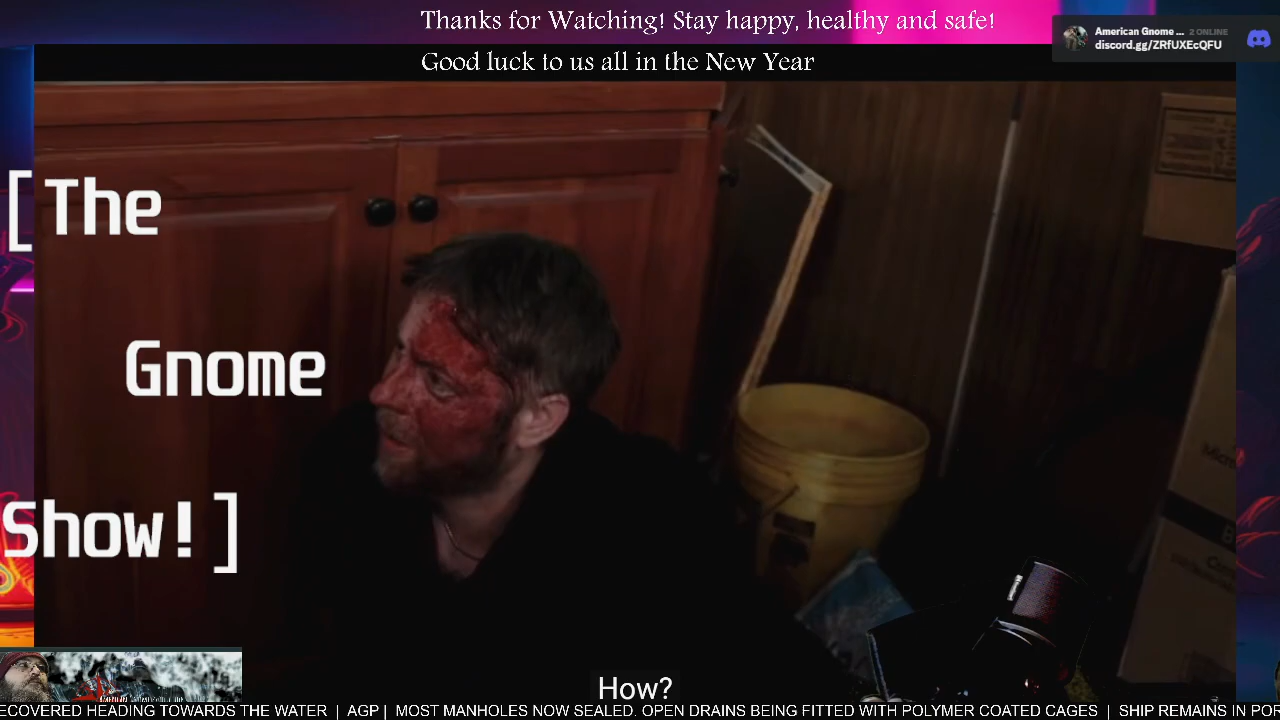 Thanks for Watching! Stay happy, healthy and safe!
Good luck to us all in the New Year
American Gnome ... 2 ONLINE
discord.gg/ZRfUXEcQFU
[The
Gnome
Show!]
How?
ECOVERED HEADING TOWARDS THE WATER | AGP | MOST MANHOLES NOW SEALED. OPEN DRAINS BEING FITTED WITH POLYMER COATED CAGES | SHIP REMAINS IN POR